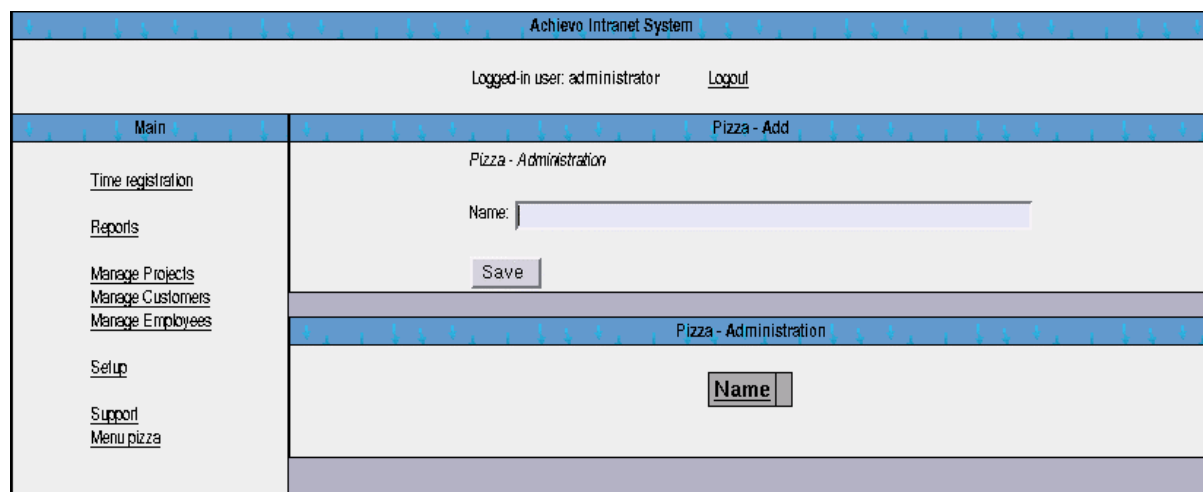 Achievo Intranet System
Logged-in user: administrator Logout
Main
Time registration
Reports
Manage Projects
Manage Customers
Manage Employees
Setup
Support
Menu pizza
Pizza - Add
Pizza - Administration
Name:
Save
Pizza - Administration
Name